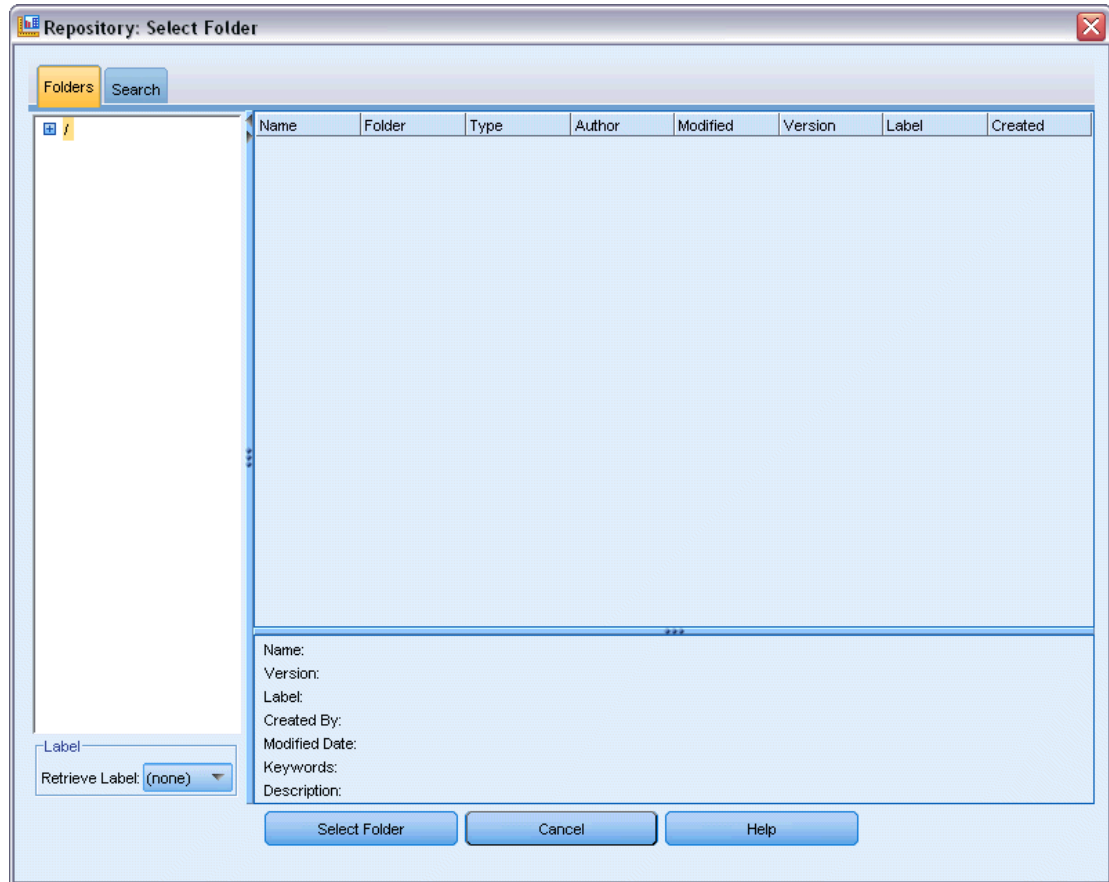 Repository: Select Folder
Folders Search
/
Name Folder Type Author Modified Version Label Created
Name:
Version:
Label:
Created By:
Modified Date:
Keywords:
Description:
Label
Retrieve Label: (none)
Select Folder Cancel Help